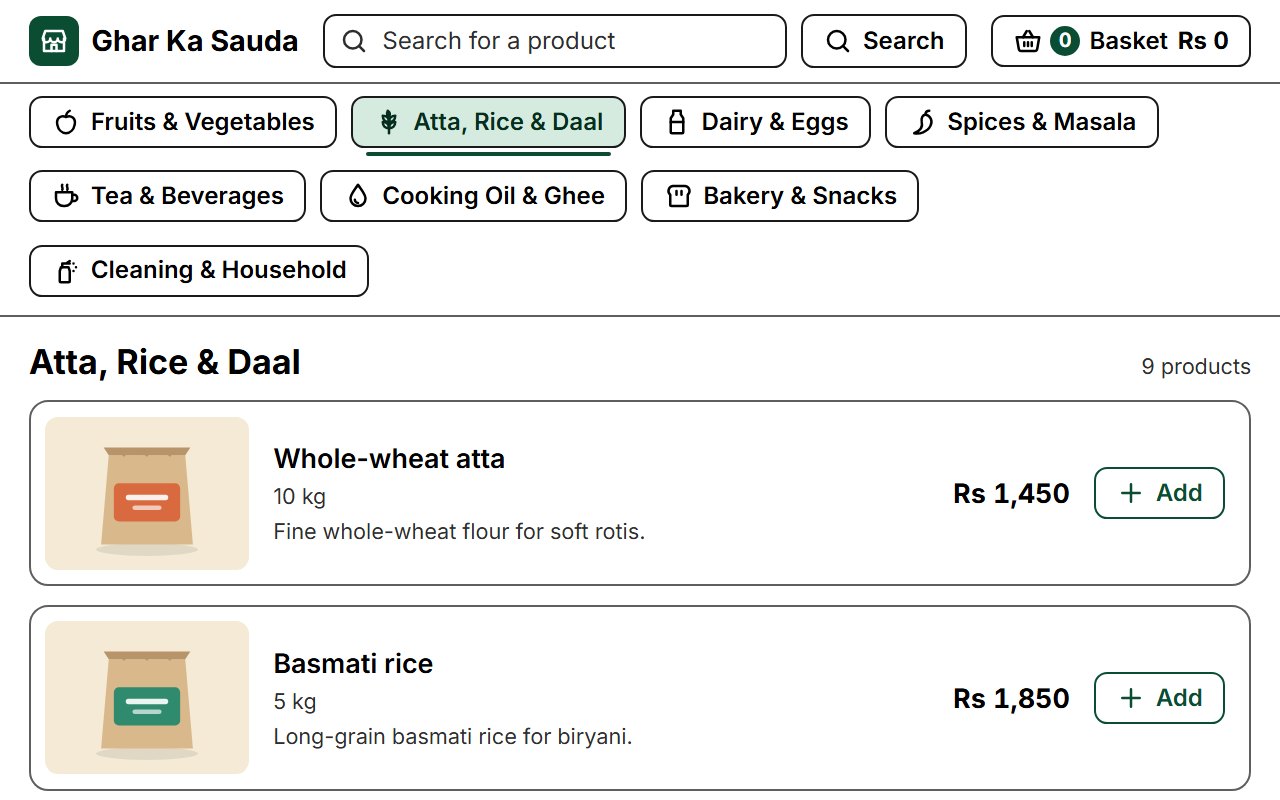 Ghar Ka Sauda
Search for a product
Search
0 Basket Rs 0
Fruits & Vegetables
Atta, Rice & Daal
Dairy & Eggs
Spices & Masala
Tea & Beverages
Cooking Oil & Ghee
Bakery & Snacks
Cleaning & Household
Atta, Rice & Daal
9 products
Whole-wheat atta
10 kg
Fine whole-wheat flour for soft rotis.
Rs 1,450
Add
Basmati rice
5 kg
Long-grain basmati rice for biryani.
Rs 1,850
Add